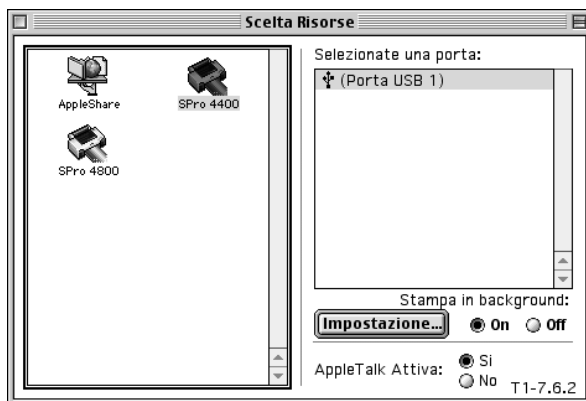 Scelta Risorse
AppleShare
SPro 4400
SPro 4800
Selezionate una porta:
(Porta USB 1)
Stampa in background:
Impostazione... On Off
AppleTalk Attiva: Si
No
T1-7.6.2